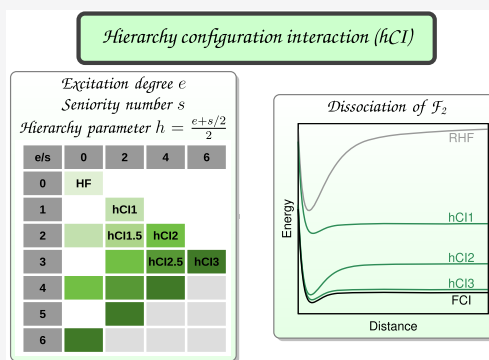 Hierarchy configuration interaction (hCI)
Excitation degree e
Seniority number s
Hierarchy parameter h = \frac{e+s/2}{2}
e/s 0 2 4 6
0 HF
1 hCI1
2 hCI1.5 hCI2
3 hCI2.5 hCI3
4
5
6
Dissociation of F₂
RHF
hCI1
hCI2
hCI3
FCI
Energy
Distance